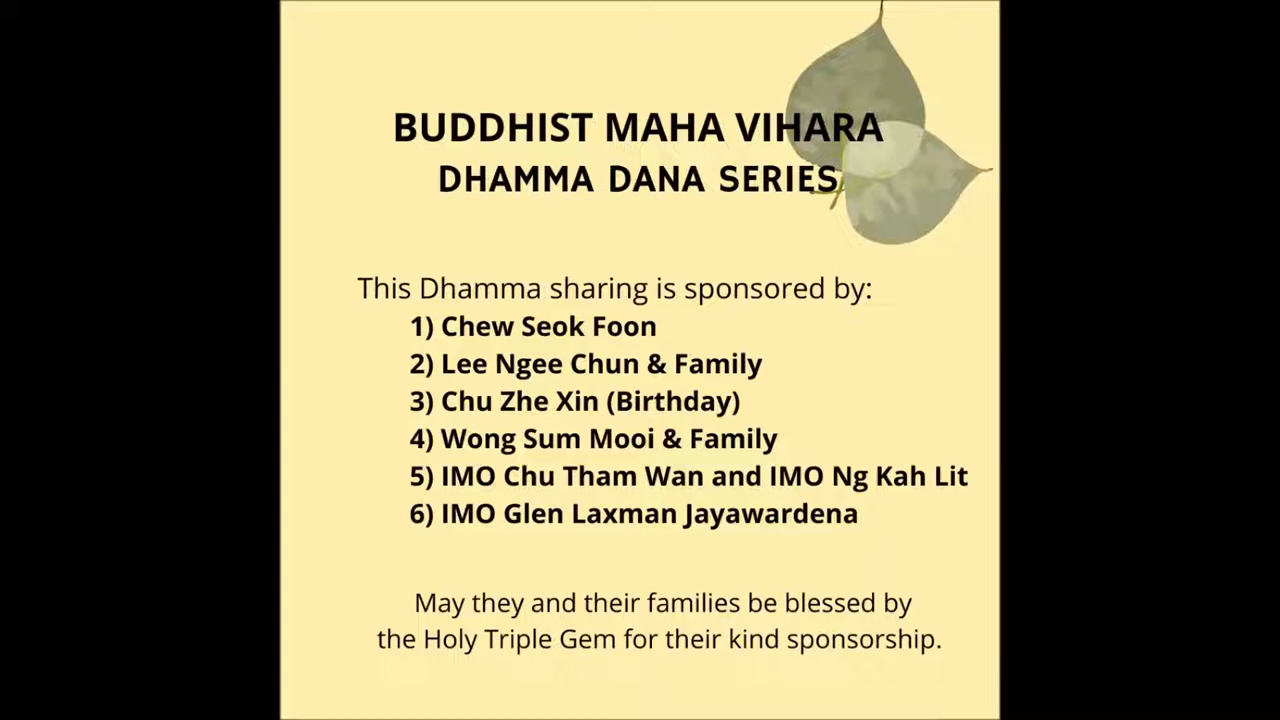 BUDDHIST MAHA VIHARA
DHAMMA DANA SERIES
This Dhamma sharing is sponsored by:
1) Chew Seok Foon
2) Lee Ngee Chun & Family
3) Chu Zhe Xin (Birthday)
4) Wong Sum Mooi & Family
5) IMO Chu Tham Wan and IMO Ng Kah Lit
6) IMO Glen Laxman Jayawardena
May they and their families be blessed by
the Holy Triple Gem for their kind sponsorship.